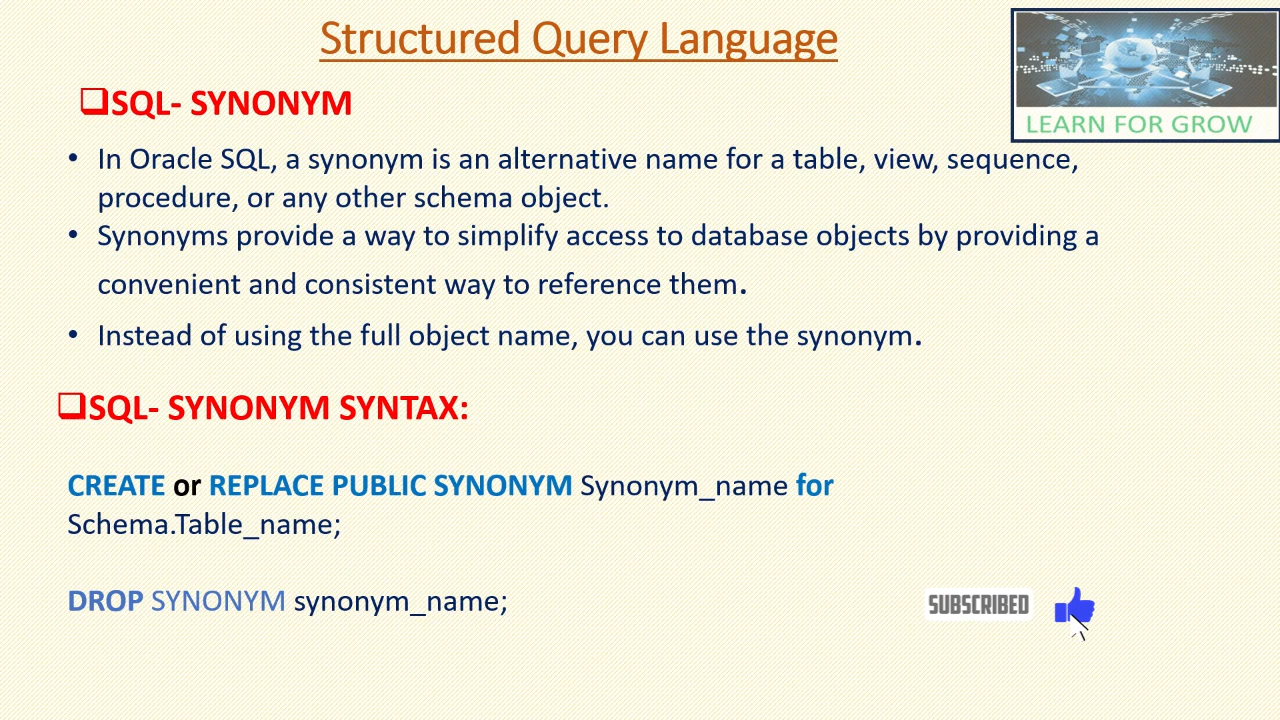 Structured Query Language
LEARN FOR GROW
❑SQL- SYNONYM
• In Oracle SQL, a synonym is an alternative name for a table, view, sequence,
procedure, or any other schema object.
• Synonyms provide a way to simplify access to database objects by providing a
convenient and consistent way to reference them.
• Instead of using the full object name, you can use the synonym.
❑SQL- SYNONYM SYNTAX:
CREATE or REPLACE PUBLIC SYNONYM Synonym_name for
Schema.Table_name;
DROP SYNONYM synonym_name;
SUBSCRIBED